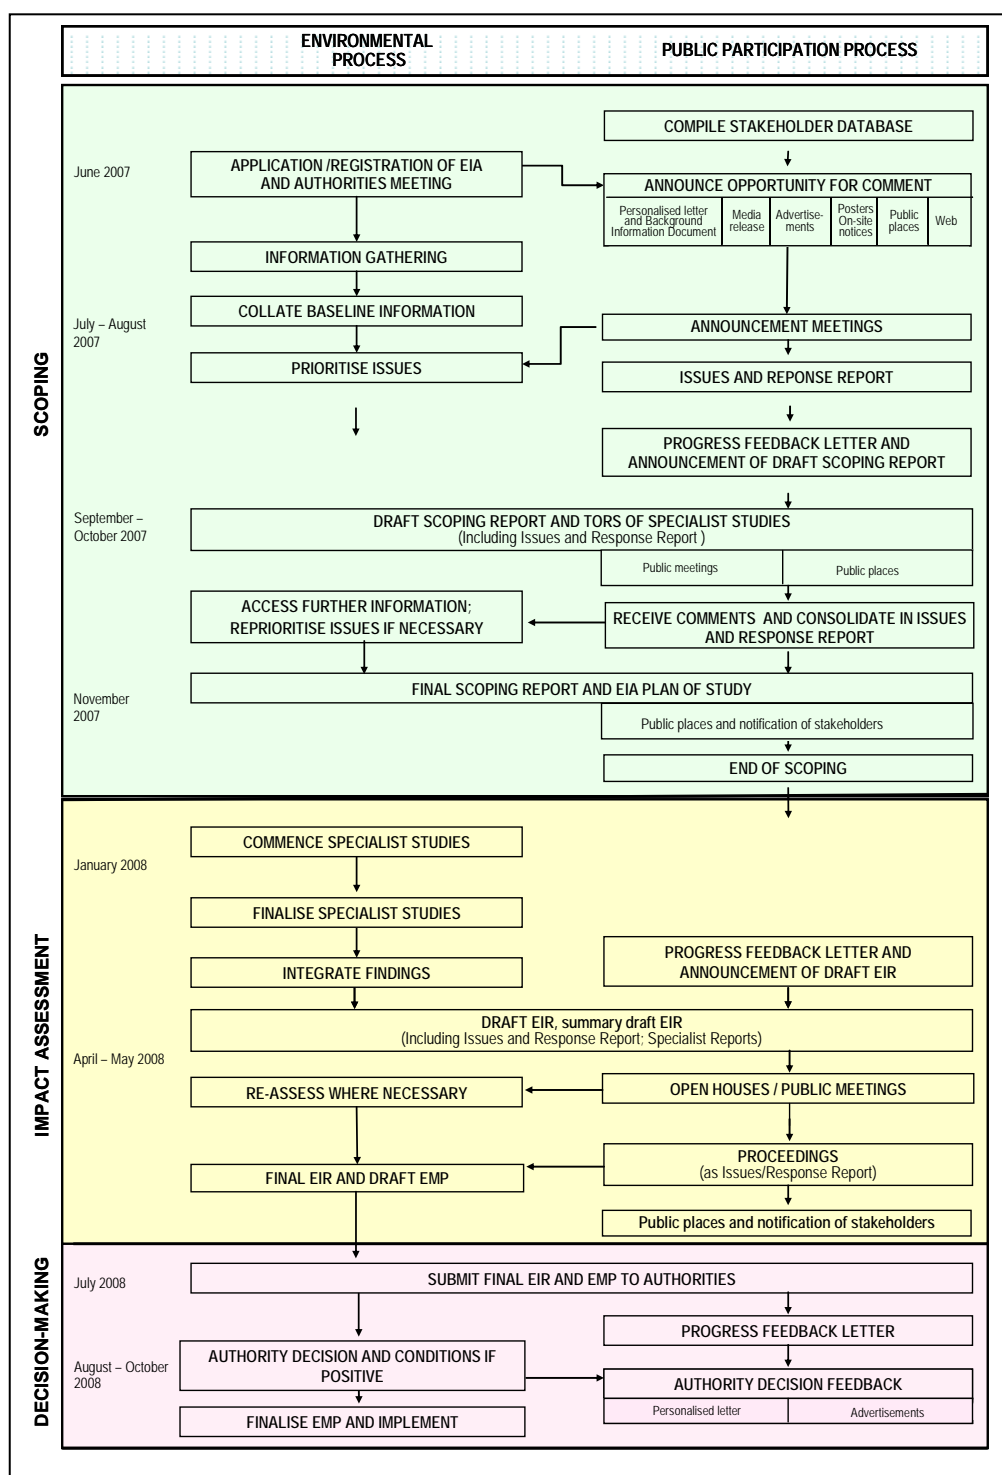 ENVIRONMENTAL
PROCESS
PUBLIC PARTICIPATION PROCESS
SCOPING
COMPILE STAKEHOLDER DATABASE
June 2007
APPLICATION /REGISTRATION OF EIA
AND AUTHORITIES MEETING
ANNOUNCE OPPORTUNITY FOR COMMENT
Personalised letter
and Background
Information Document
Media
release
Advertise-
ments
Posters
On-site
notices
Public
places
Web
INFORMATION GATHERING
July – August
2007
COLLATE BASELINE INFORMATION
ANNOUNCEMENT MEETINGS
PRIORITISE ISSUES
ISSUES AND REPONSE REPORT
PROGRESS FEEDBACK LETTER AND
ANNOUNCEMENT OF DRAFT SCOPING REPORT
September –
October 2007
DRAFT SCOPING REPORT AND TORS OF SPECIALIST STUDIES
(Including Issues and Response Report )
Public meetings
Public places
ACCESS FURTHER INFORMATION;
REPRIORITISE ISSUES IF NECESSARY
RECEIVE COMMENTS AND CONSOLIDATE IN ISSUES
AND RESPONSE REPORT
November
2007
FINAL SCOPING REPORT AND EIA PLAN OF STUDY
Public places and notification of stakeholders
END OF SCOPING
IMPACT ASSESSMENT
January 2008
COMMENCE SPECIALIST STUDIES
FINALISE SPECIALIST STUDIES
INTEGRATE FINDINGS
PROGRESS FEEDBACK LETTER AND
ANNOUNCEMENT OF DRAFT EIR
April – May 2008
DRAFT EIR, summary draft EIR
(Including Issues and Response Report; Specialist Reports)
RE-ASSESS WHERE NECESSARY
OPEN HOUSES / PUBLIC MEETINGS
PROCEEDINGS
(as Issues/Response Report)
FINAL EIR AND DRAFT EMP
Public places and notification of stakeholders
DECISION-MAKING
July 2008
SUBMIT FINAL EIR AND EMP TO AUTHORITIES
PROGRESS FEEDBACK LETTER
August – October
2008
AUTHORITY DECISION AND CONDITIONS IF
POSITIVE
AUTHORITY DECISION FEEDBACK
Personalised letter
Advertisements
FINALISE EMP AND IMPLEMENT